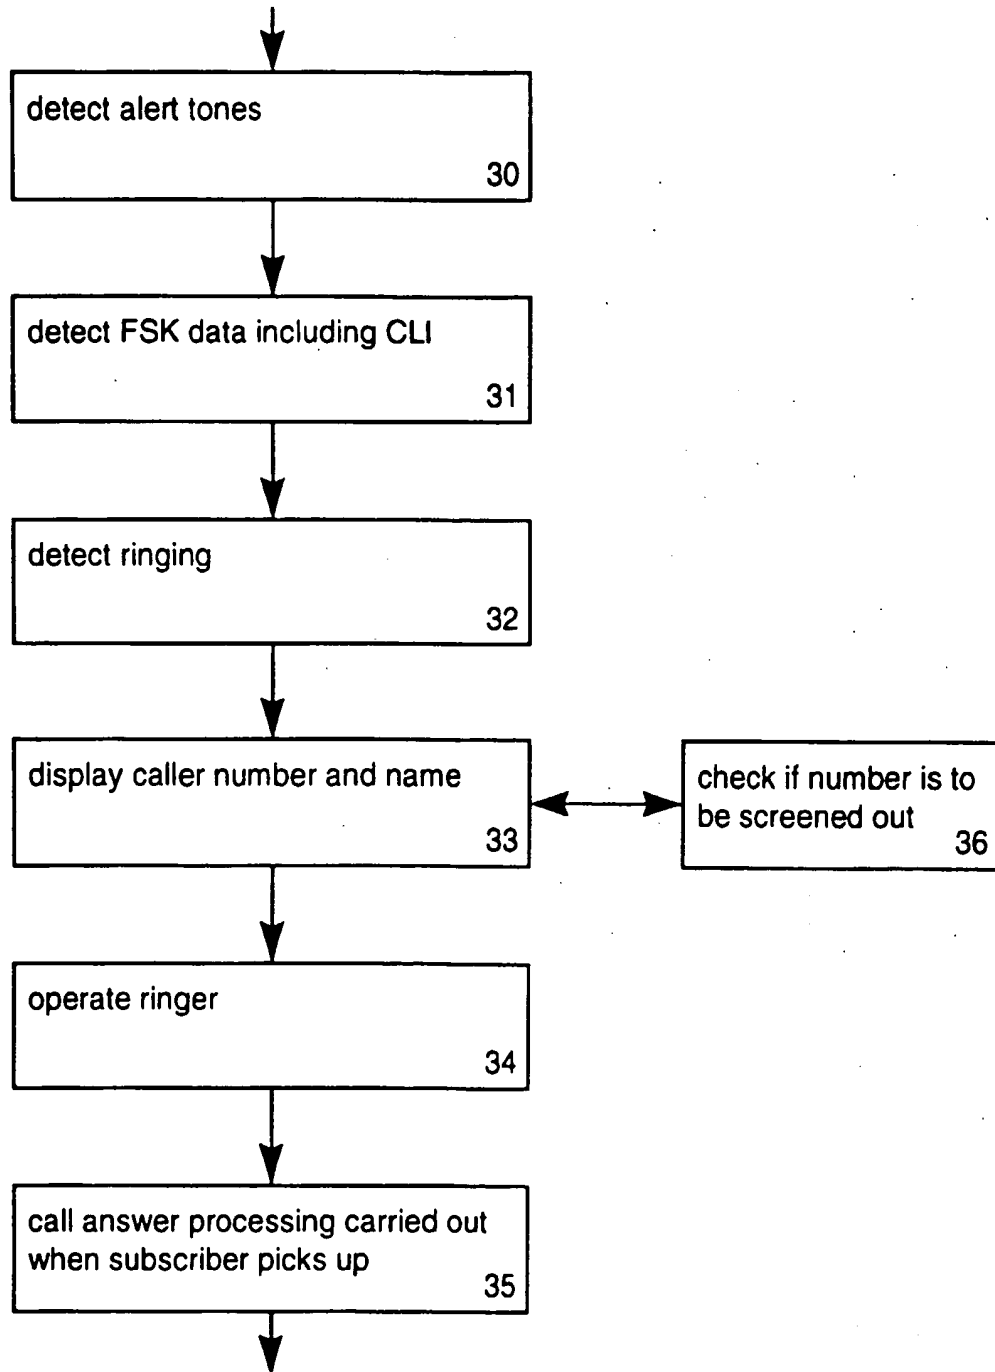 detect alert tones
30
detect FSK data including CLI
31
detect ringing
32
display caller number and name
33
check if number is to
be screened out
36
operate ringer
34
call answer processing carried out
when subscriber picks up
35